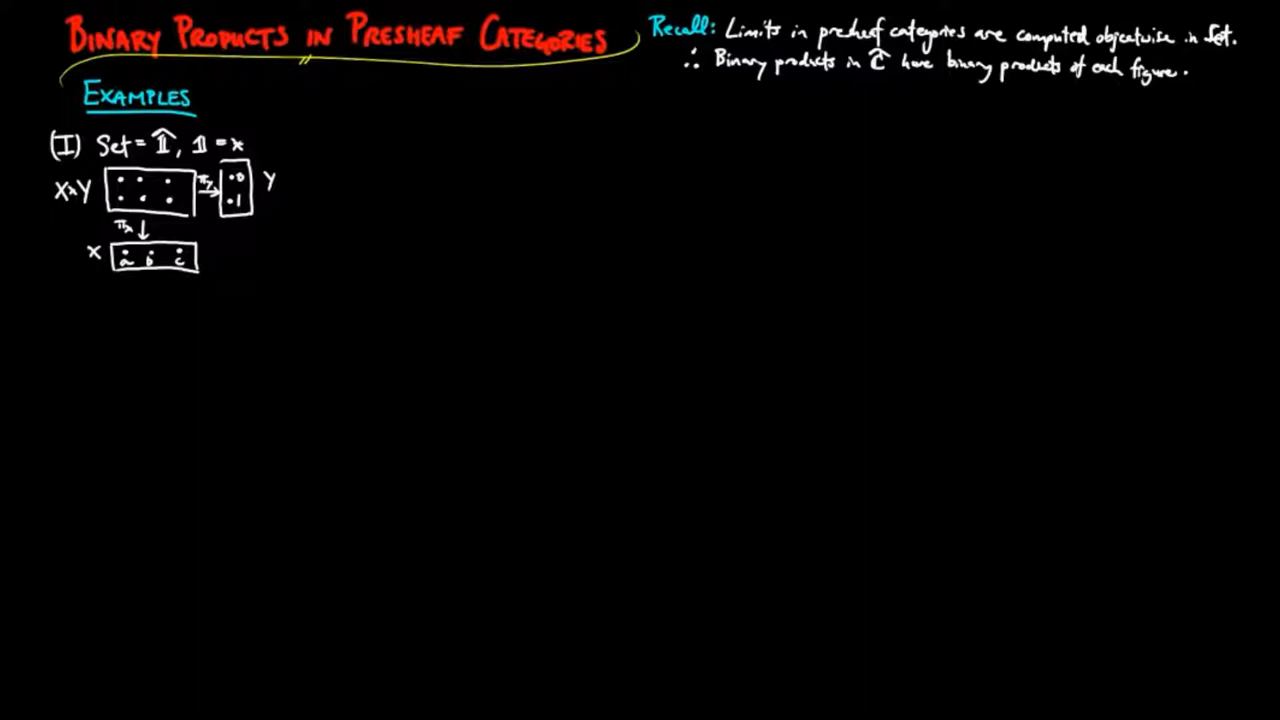 BINARY PRODUCTS IN PRESHEAF CATEGORIES
Recall: Limits in presheaf categories are computed objectwise in Set.
∴ Binary products in Ĉ have binary products of each figure.
EXAMPLES
(I) Set = 𝟙̂, 𝟙 = *
X×Y π_Y → ·0 ·1 Y
π_X ↓
X a b c